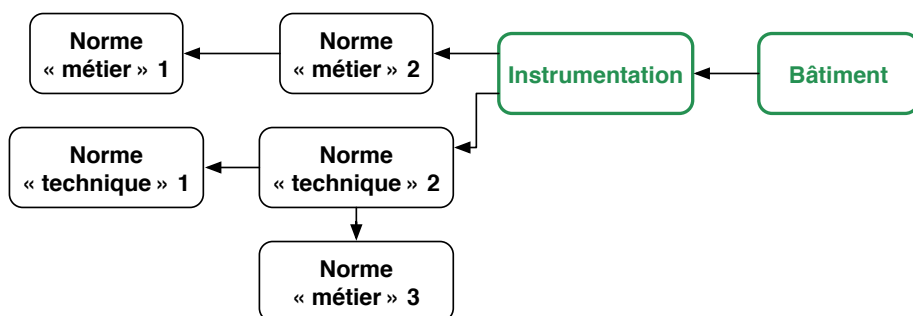 Norme
« métier » 1
Norme
« métier » 2
Instrumentation
Bâtiment
Norme
« technique » 1
Norme
« technique » 2
Norme
« métier » 3